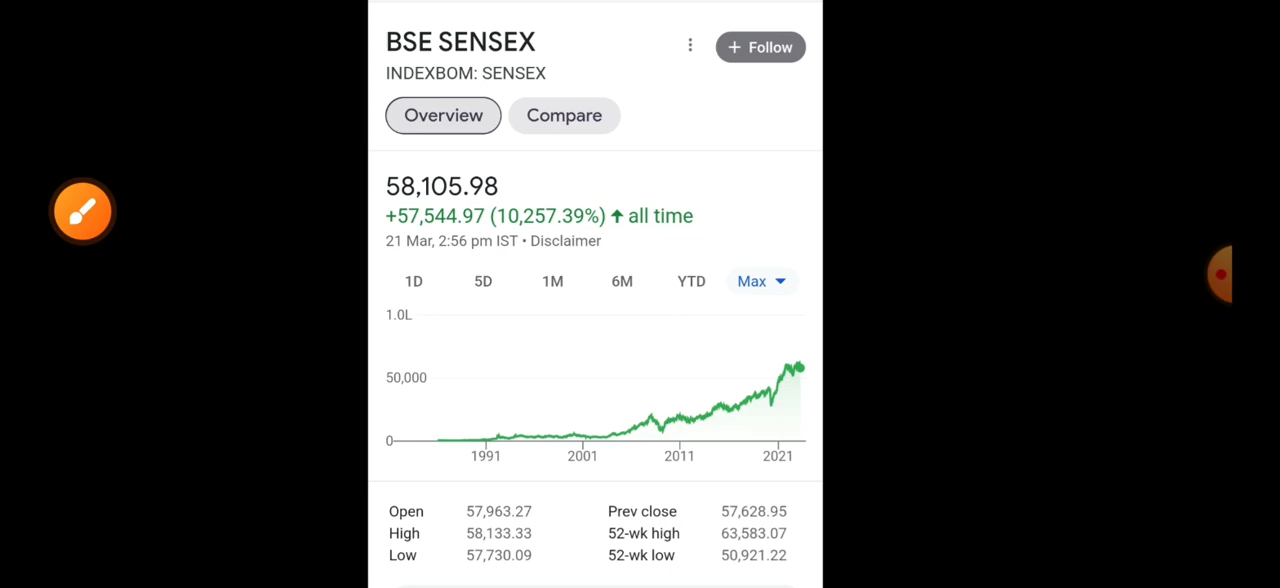 BSE SENSEX
+ Follow
INDEXBOM: SENSEX
Overview Compare
58,105.98
+57,544.97 (10,257.39%) ↑ all time
21 Mar, 2:56 pm IST • Disclaimer
1D 5D 1M 6M YTD Max
1.0L
50,000
0
1991 2001 2011 2021
Open 57,963.27 Prev close 57,628.95
High 58,133.33 52-wk high 63,583.07
Low 57,730.09 52-wk low 50,921.22